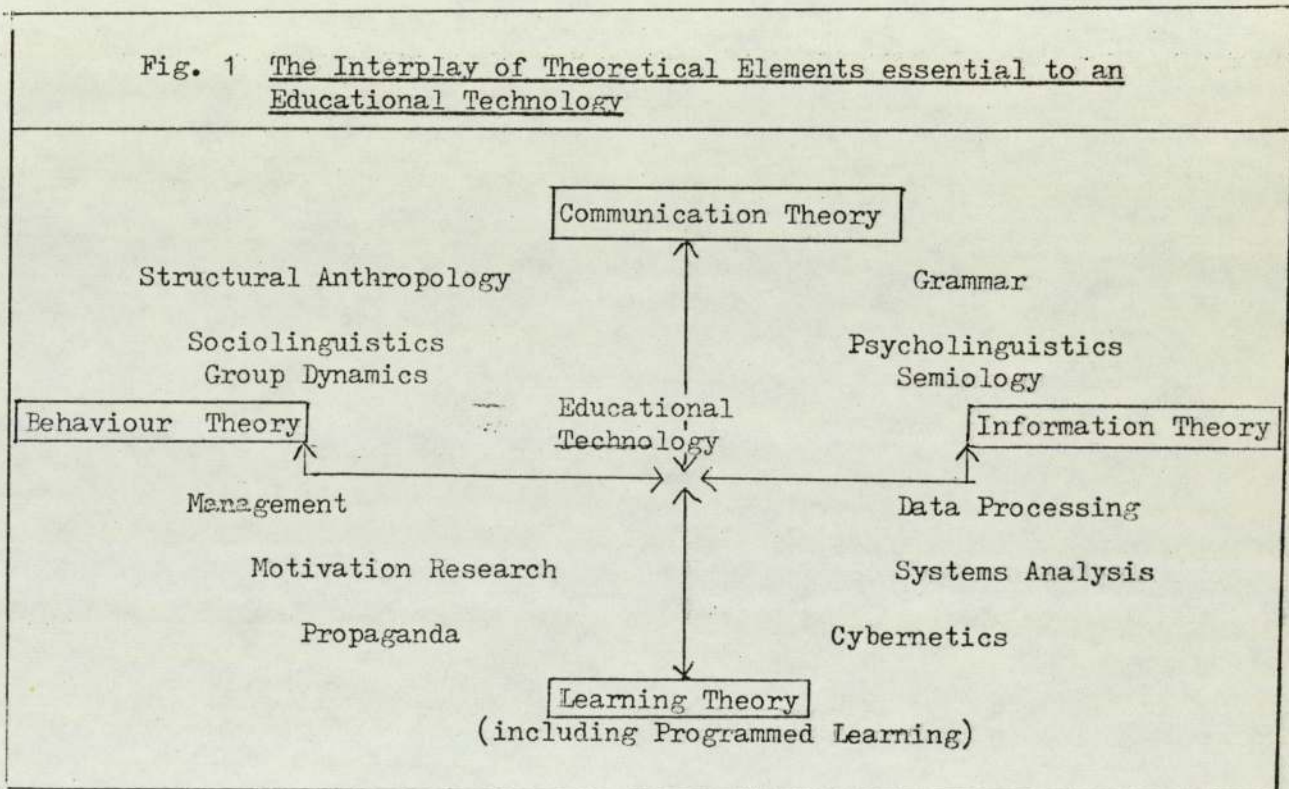 Fig. 1 The Interplay of Theoretical Elements essential to an
Educational Technology
Communication Theory
Structural Anthropology
Grammar
Sociolinguistics
Group Dynamics
Psycholinguistics
Semiology
Behaviour Theory
Educational
Technology
Information Theory
Management
Data Processing
Motivation Research
Systems Analysis
Propaganda
Cybernetics
Learning Theory
(including Programmed Learning)